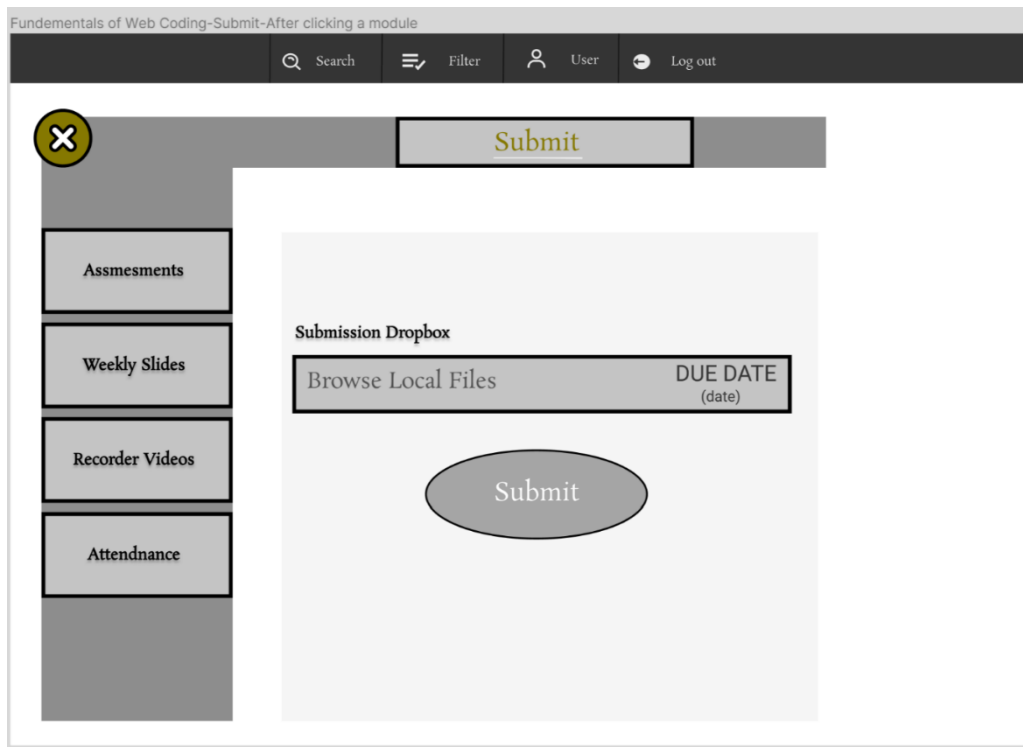 Fundementals of Web Coding-Submit-After clicking a module
Search Filter User Log out
Submit
Assmesments
Weekly Slides
Recorder Videos
Attendnance
Submission Dropbox
Browse Local Files DUE DATE
(date)
Submit